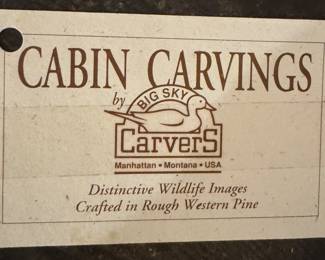 CABIN CARVINGS
by
BIG SKY
CarverS
Manhattan • Montana • USA
Distinctive Wildlife Images
Crafted in Rough Western Pine